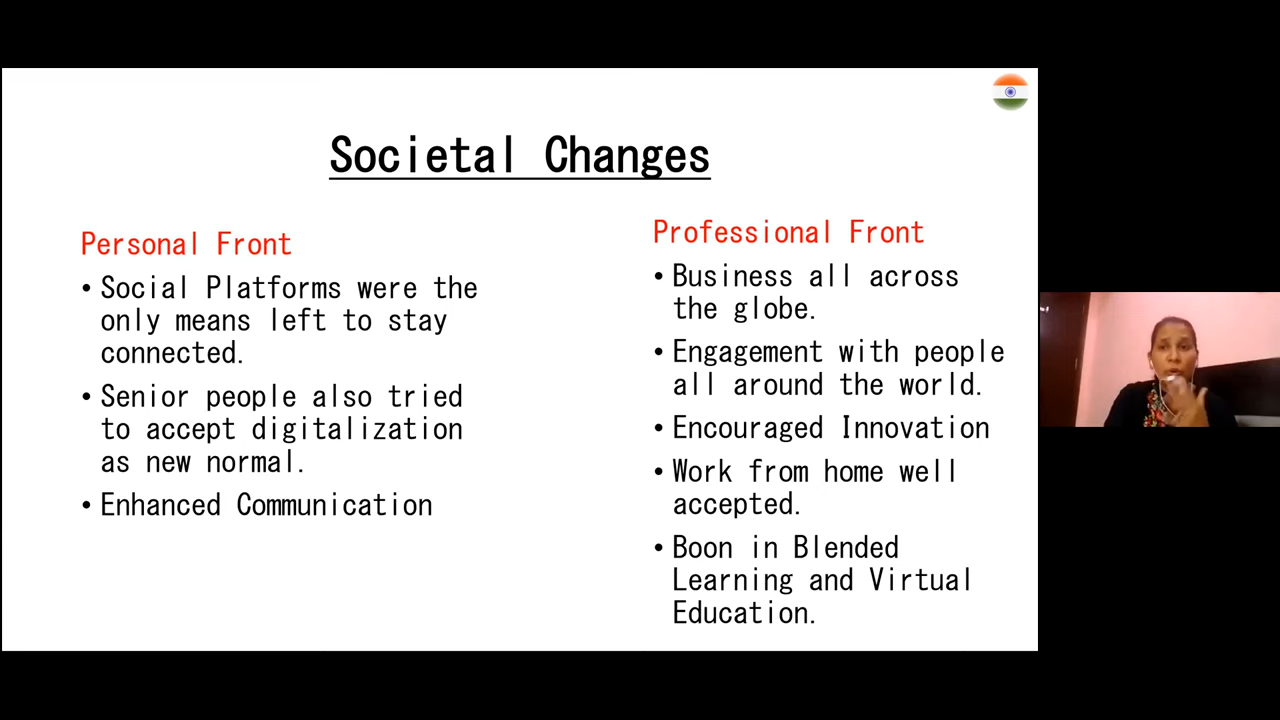 Societal Changes
Personal Front
• Social Platforms were the
only means left to stay
connected.
• Senior people also tried
to accept digitalization
as new normal.
• Enhanced Communication
Professional Front
• Business all across
the globe.
• Engagement with people
all around the world.
• Encouraged Innovation
• Work from home well
accepted.
• Boon in Blended
Learning and Virtual
Education.